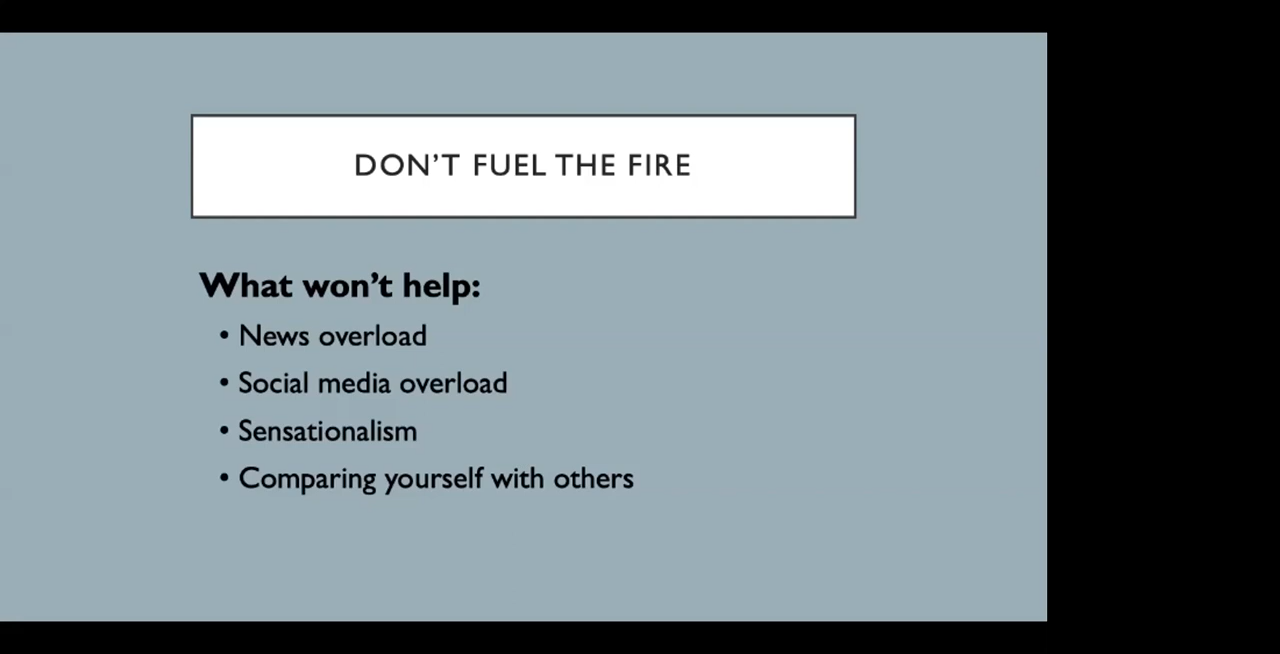 DON’T FUEL THE FIRE
What won’t help:
• News overload
• Social media overload
• Sensationalism
• Comparing yourself with others